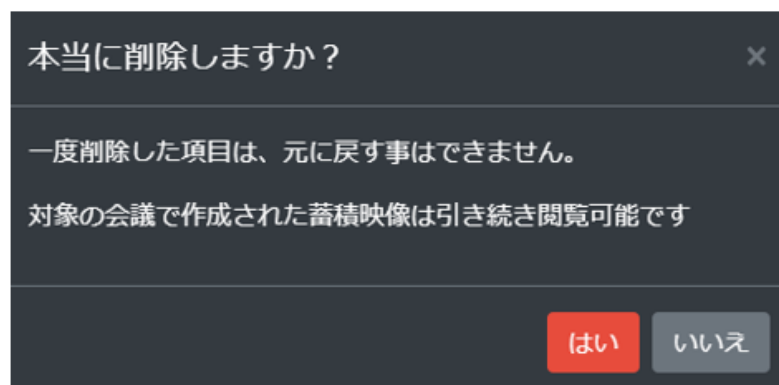 本当に削除しますか？
×
一度削除した項目は、元に戻す事はできません。
対象の会議で作成された蓄積映像は引き続き閲覧可能です
はい いいえ